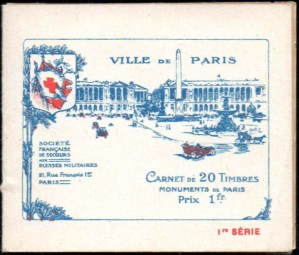 VILLE DE PARIS
SOCIÉTÉ
FRANÇAISE
DE SECOURS
AUX
BLESSÉS MILITAIRES
21, Rue François 1er
PARIS
CARNET DE 20 TIMBRES
MONUMENTS DE PARIS
PRIX 1fr.
1re SÉRIE